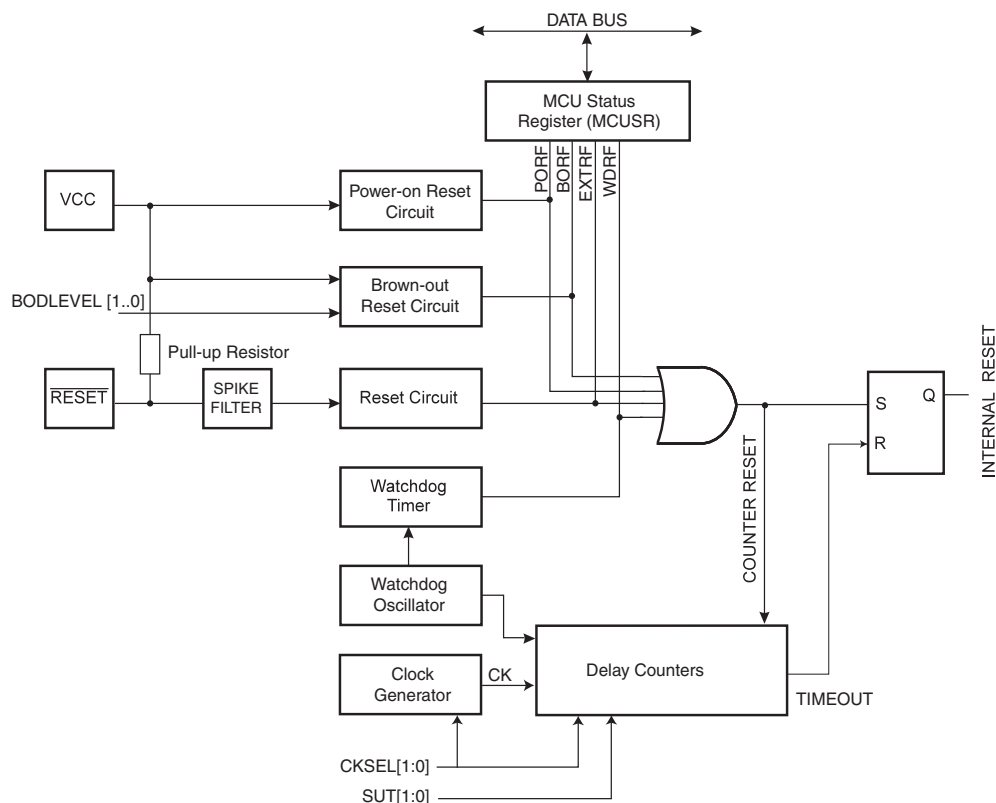 DATA BUS
MCU Status
Register (MCUSR)
PORF
BORF
EXTRF
WDRF
VCC
Power-on Reset
Circuit
Brown-out
Reset Circuit
BODLEVEL [1..0]
Pull-up Resistor
RESET
SPIKE
FILTER
Reset Circuit
S
Q
R
INTERNAL RESET
Watchdog
Timer
COUNTER RESET
Watchdog
Oscillator
Clock
Generator
CK
Delay Counters
TIMEOUT
CKSEL[1:0]
SUT[1:0]